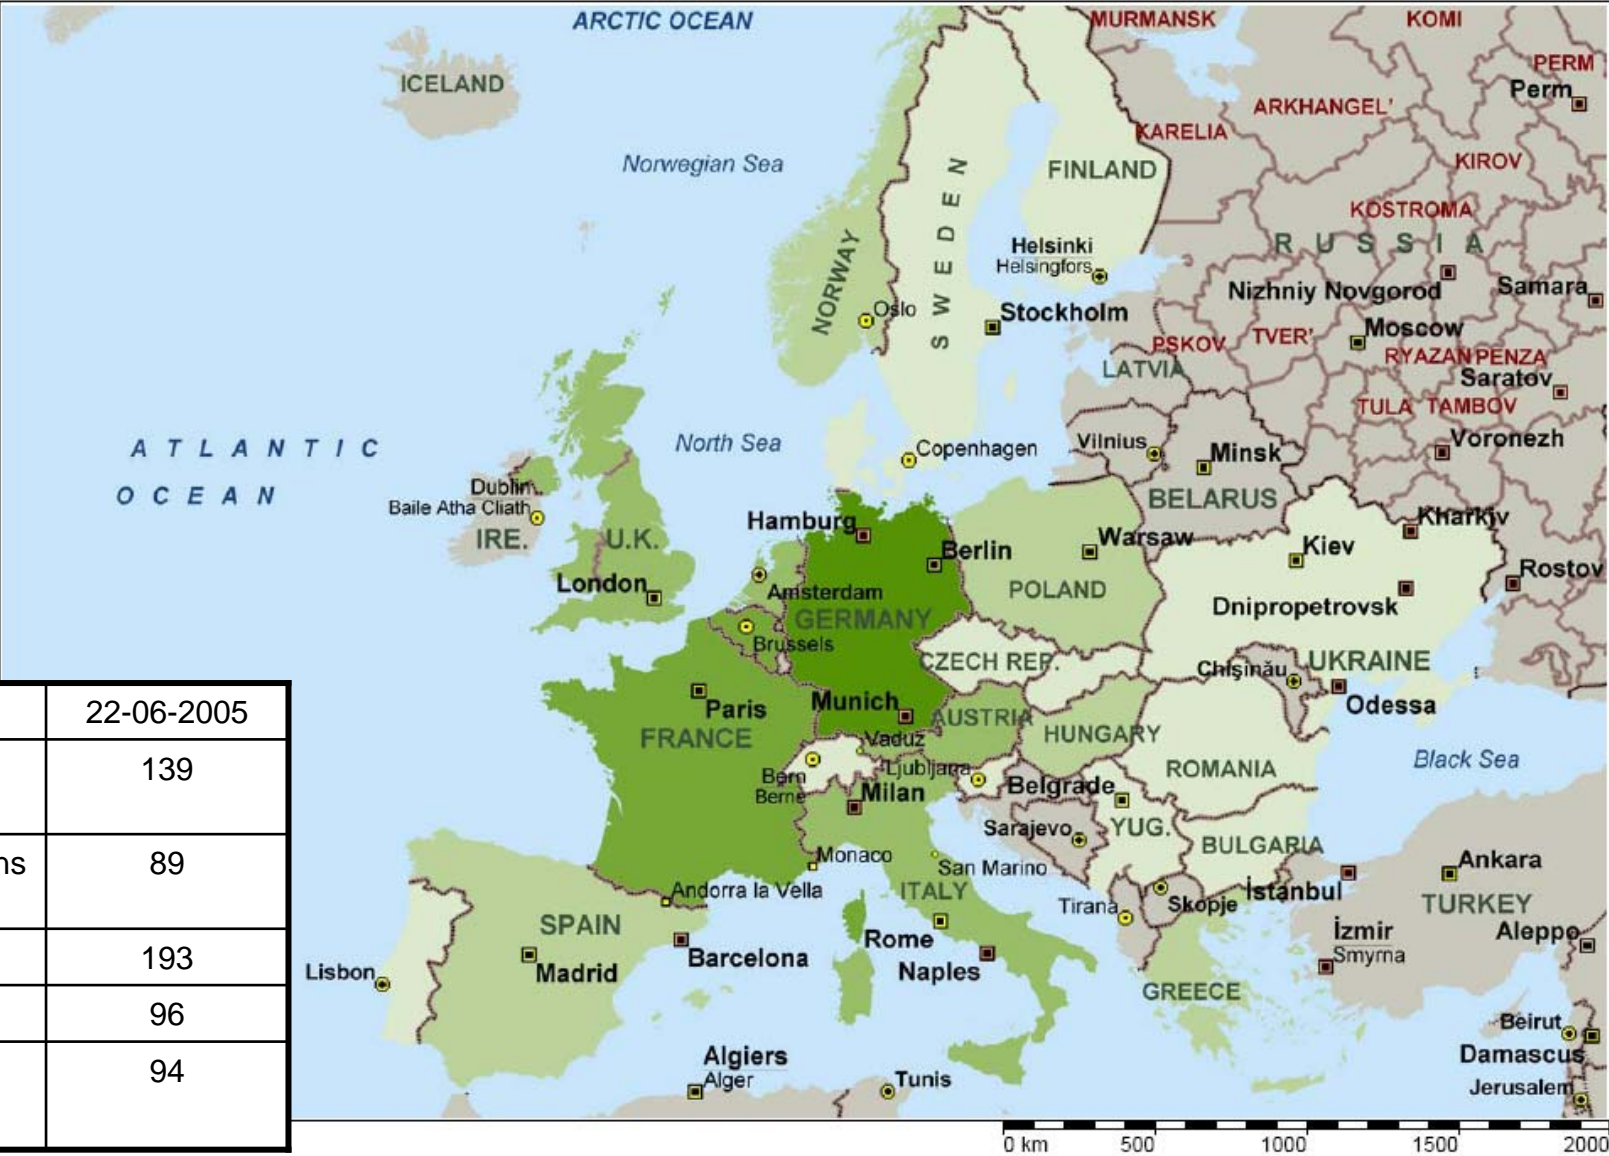 ARCTIC OCEAN
MURMANSK
KOMI
PERM
Perm
ICELAND
ARKHANGEL'
KARELIA
Norwegian Sea
FINLAND
KIROV
SWEDEN
KOSTROMA
RUSSIA
Helsinki
Helsingfors
NORWAY
Nizhniy Novgorod
Samara
Oslo
Stockholm
Moscow
PSKOV
TVER'
RYAZAN
PENZA
LATVIA
Saratov
TULA
TAMBOV
ATLANTIC
OCEAN
North Sea
Copenhagen
Vilnius
Minsk
Voronezh
Dublin
Baile Atha Cliath
BELARUS
Hamburg
Kharkiv
IRE.
U.K.
Berlin
Warsaw
Kiev
Rostov
London
Amsterdam
POLAND
Dnipropetrovsk
GERMANY
Brussels
CZECH REP.
Chişinău
UKRAINE
Paris
Munich
AUSTRIA
Odessa
FRANCE
Vaduz
HUNGARY
Black Sea
Bern
Berne
Ljubljana
ROMANIA
Milan
Belgrade
Sarajevo
YUG.
BULGARIA
Monaco
San Marino
Ankara
Andorra la Vella
ITALY
İstanbul
Tirana
Skopje
TURKEY
SPAIN
Rome
İzmir
Smyrna
Aleppo
Barcelona
Lisbon
Madrid
Naples
GREECE
Beirut
Algiers
Alger
Tunis
Damascus
Jerusalem
0 km 500 1000 1500 2000
22-06-2005
139
ns 89
193
96
94